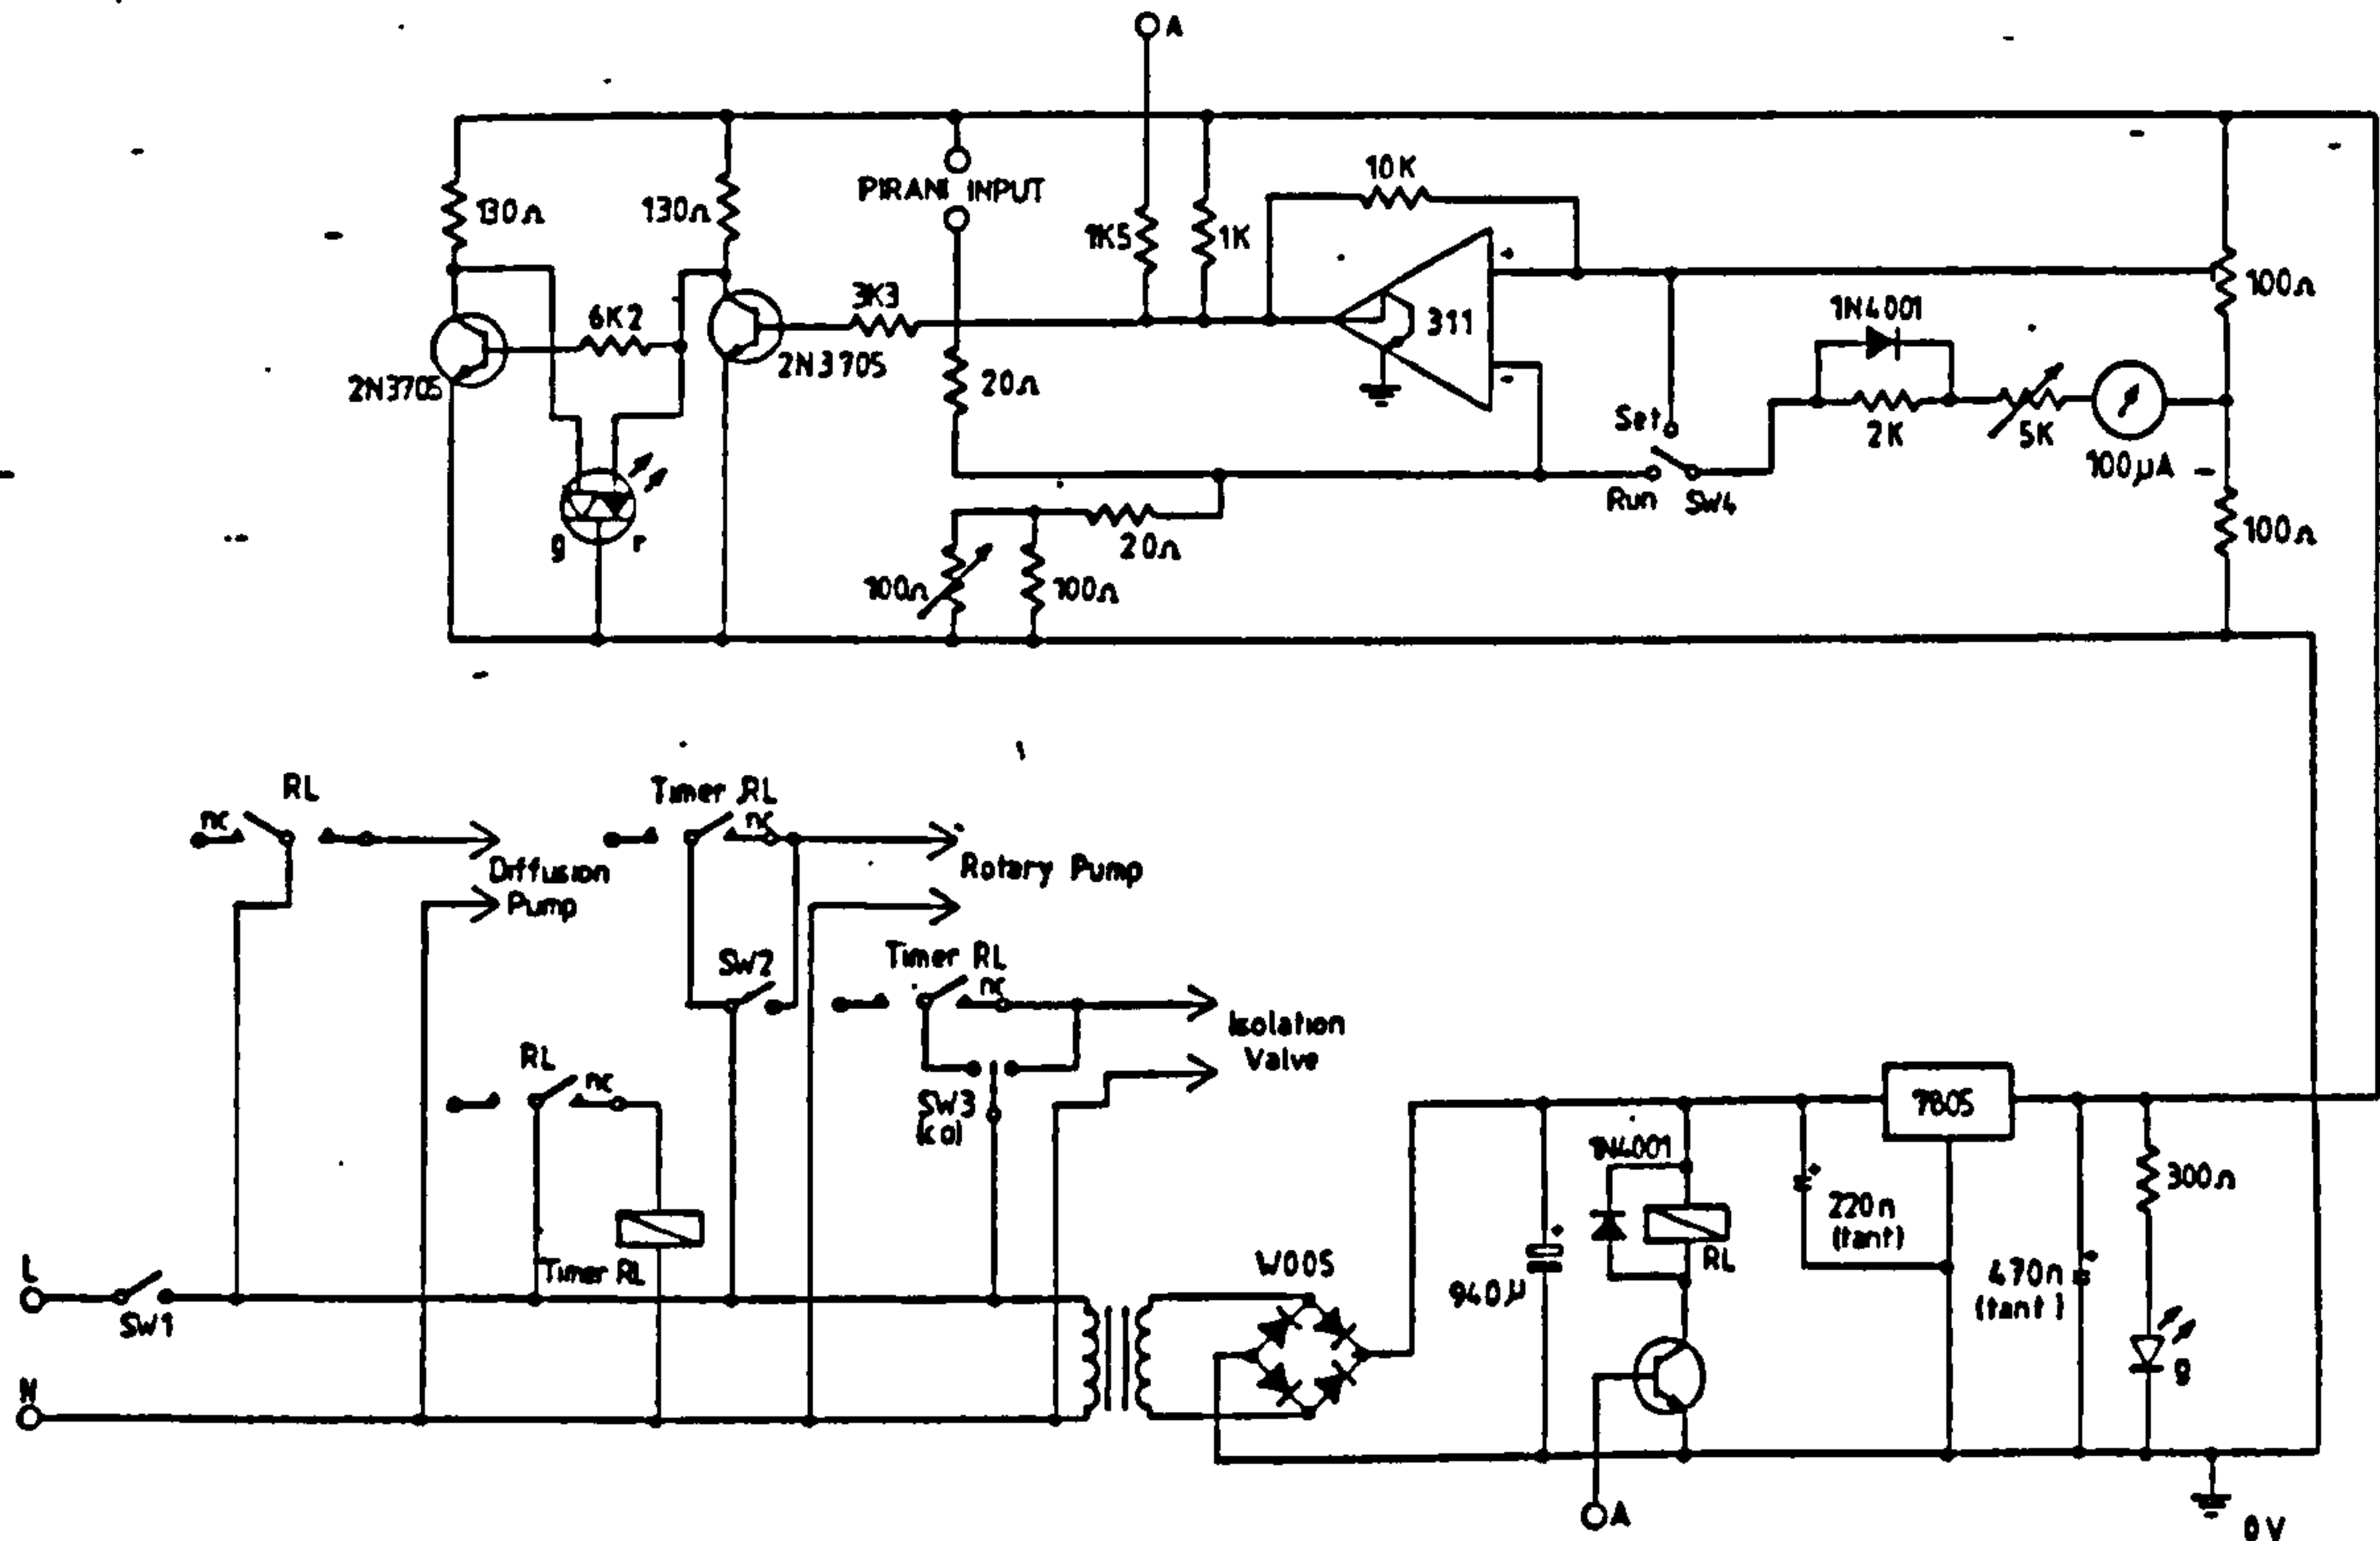 A
130Ω
130Ω
PIRANI INPUT
1K5
1K
10K
+
311
-
100Ω
6K2
3K3
2N3705
2N3705
20Ω
1N4001
2K
5K
100µA
-
Set
Run
SW4
g
r
20Ω
100Ω
100Ω
100Ω
RL
nc
Timer RL
nc
Diffusion
Pump
Rotary Pump
SW2
Timer RL
nc
Isolation
Valve
RL
nc
SW3
Timer RL
L
SW1
N
W005
940µ
+
1N4001
RL
+
220n
(tant)
7805
470n
(tant)
+
300Ω
g
A
0V